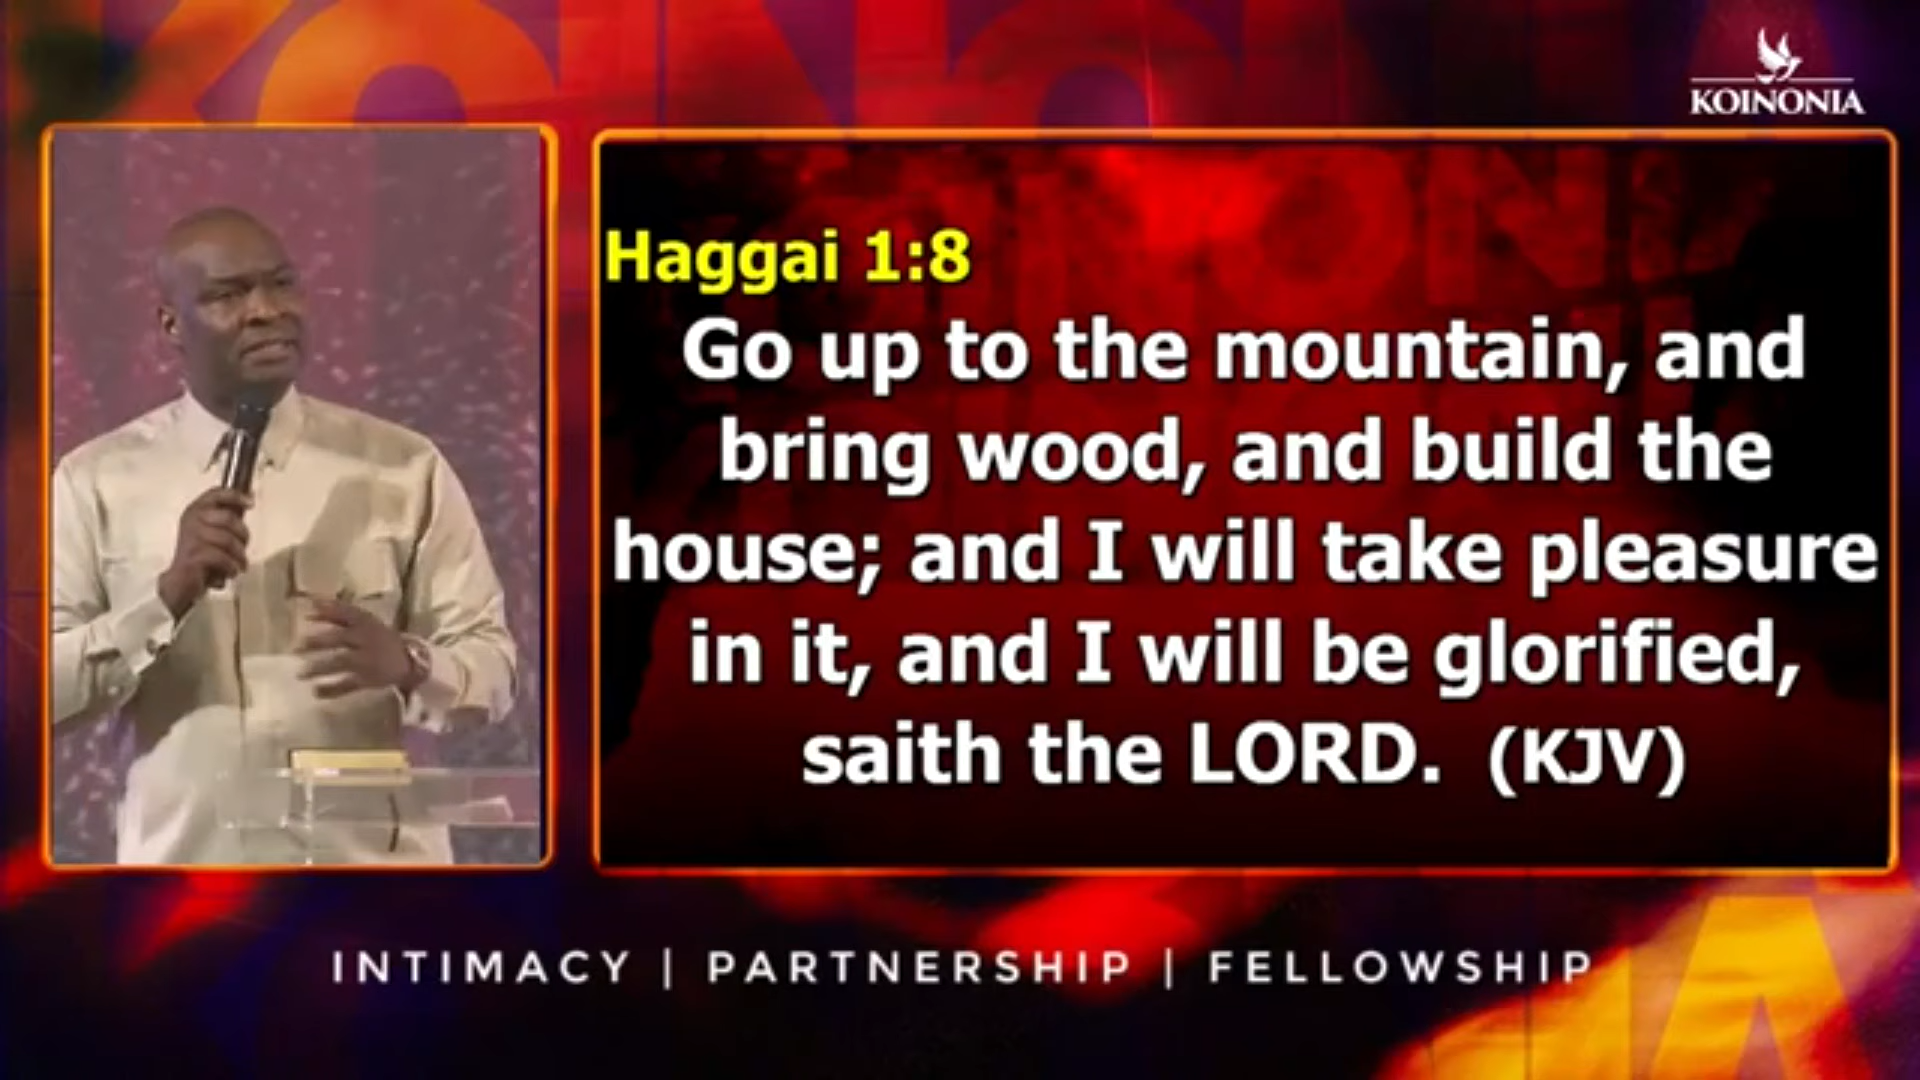 KOINONIA
Haggai 1:8
Go up to the mountain, and
bring wood, and build the
house; and I will take pleasure
in it, and I will be glorified,
saith the LORD. (KJV)
INTIMACY | PARTNERSHIP | FELLOWSHIP